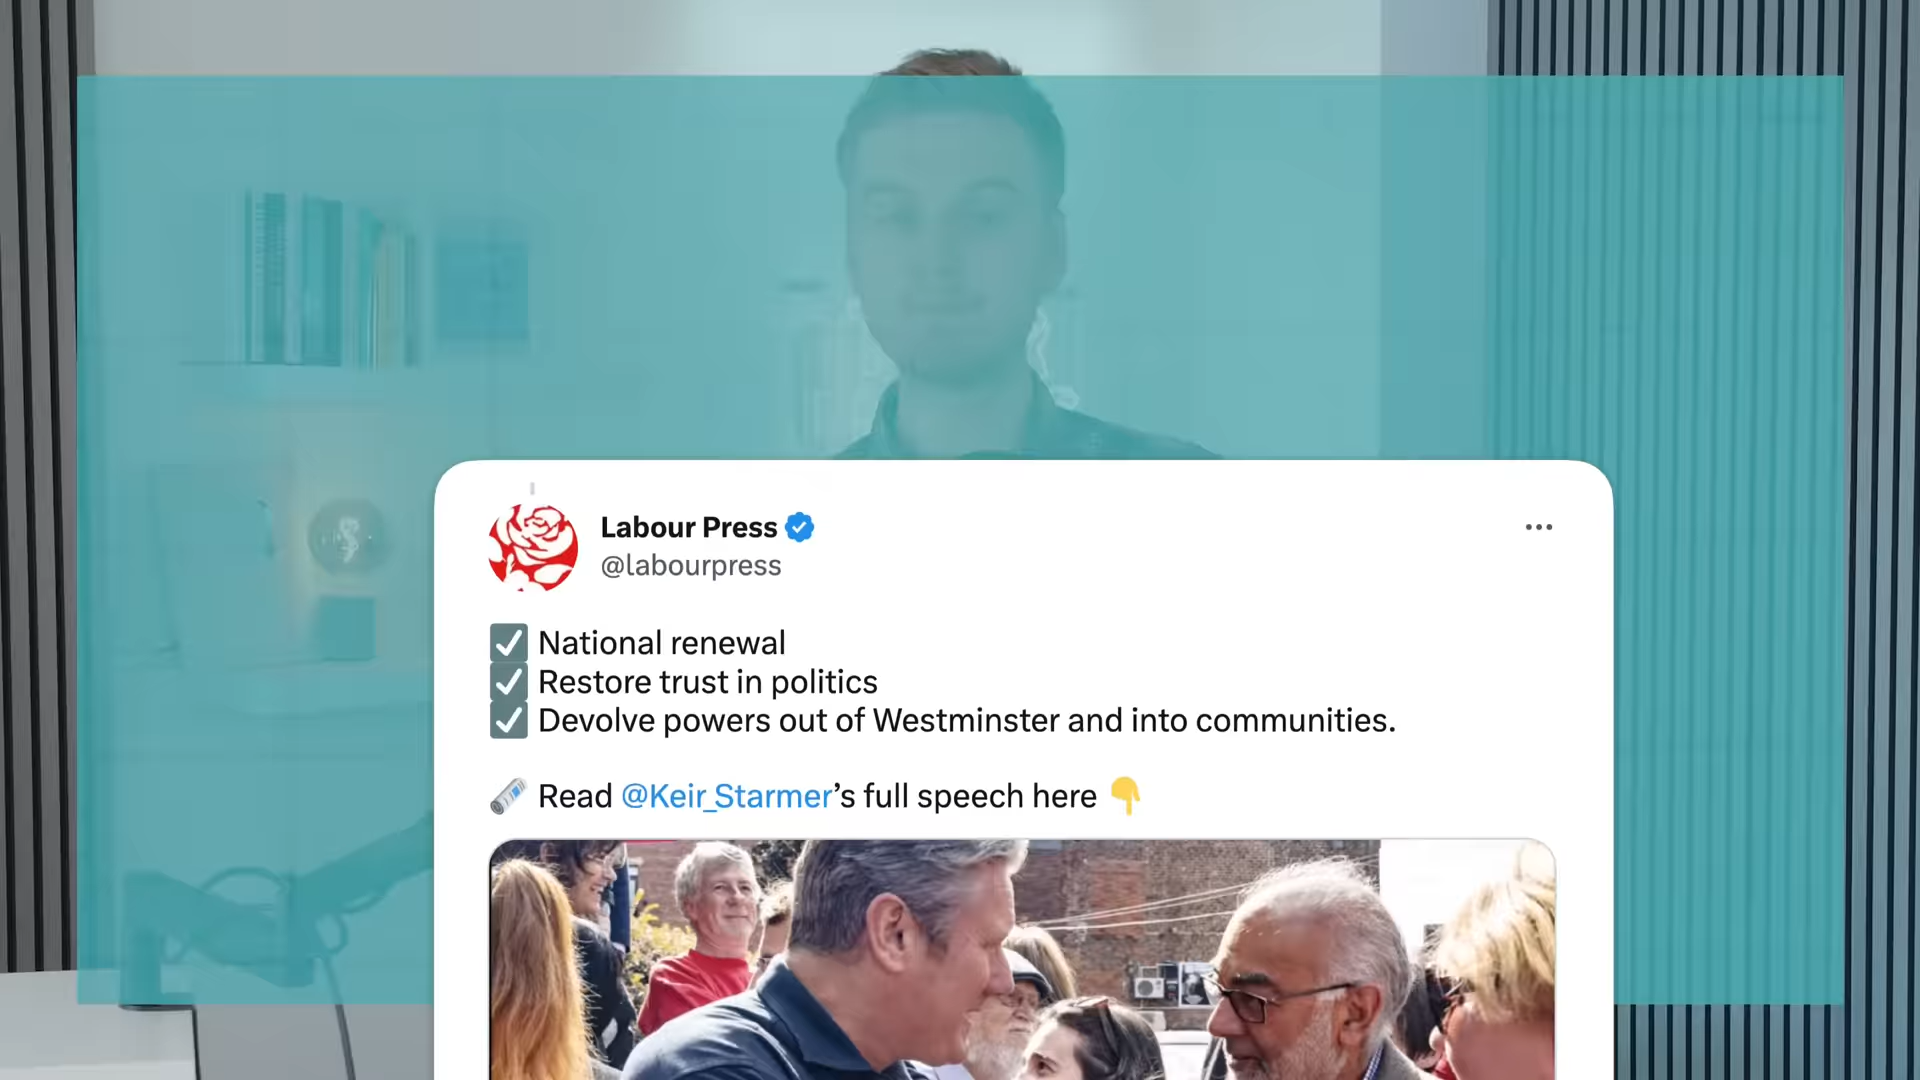 Labour Press
@labourpress
National renewal
Restore trust in politics
Devolve powers out of Westminster and into communities.
Read @Keir_Starmer’s full speech here